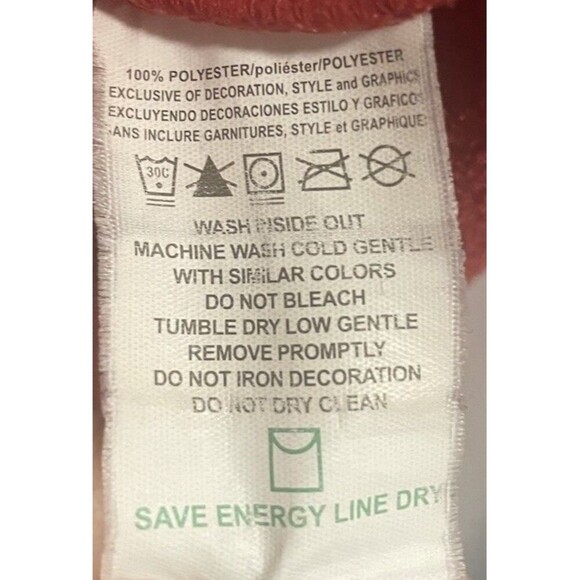 100% POLYESTER/poliéster/POLYESTER
EXCLUSIVE OF DECORATION, STYLE and GRAPHICS
EXCLUYENDO DECORACIONES ESTILO Y GRAFICOS
ANS INCLURE GARNITURES, STYLE et GRAPHIQUE
30C
WASH INSIDE OUT
MACHINE WASH COLD GENTLE
WITH SIMILAR COLORS
DO NOT BLEACH
TUMBLE DRY LOW GENTLE
REMOVE PROMPTLY
DO NOT IRON DECORATION
DO NOT DRY CLEAN
SAVE ENERGY LINE DRY